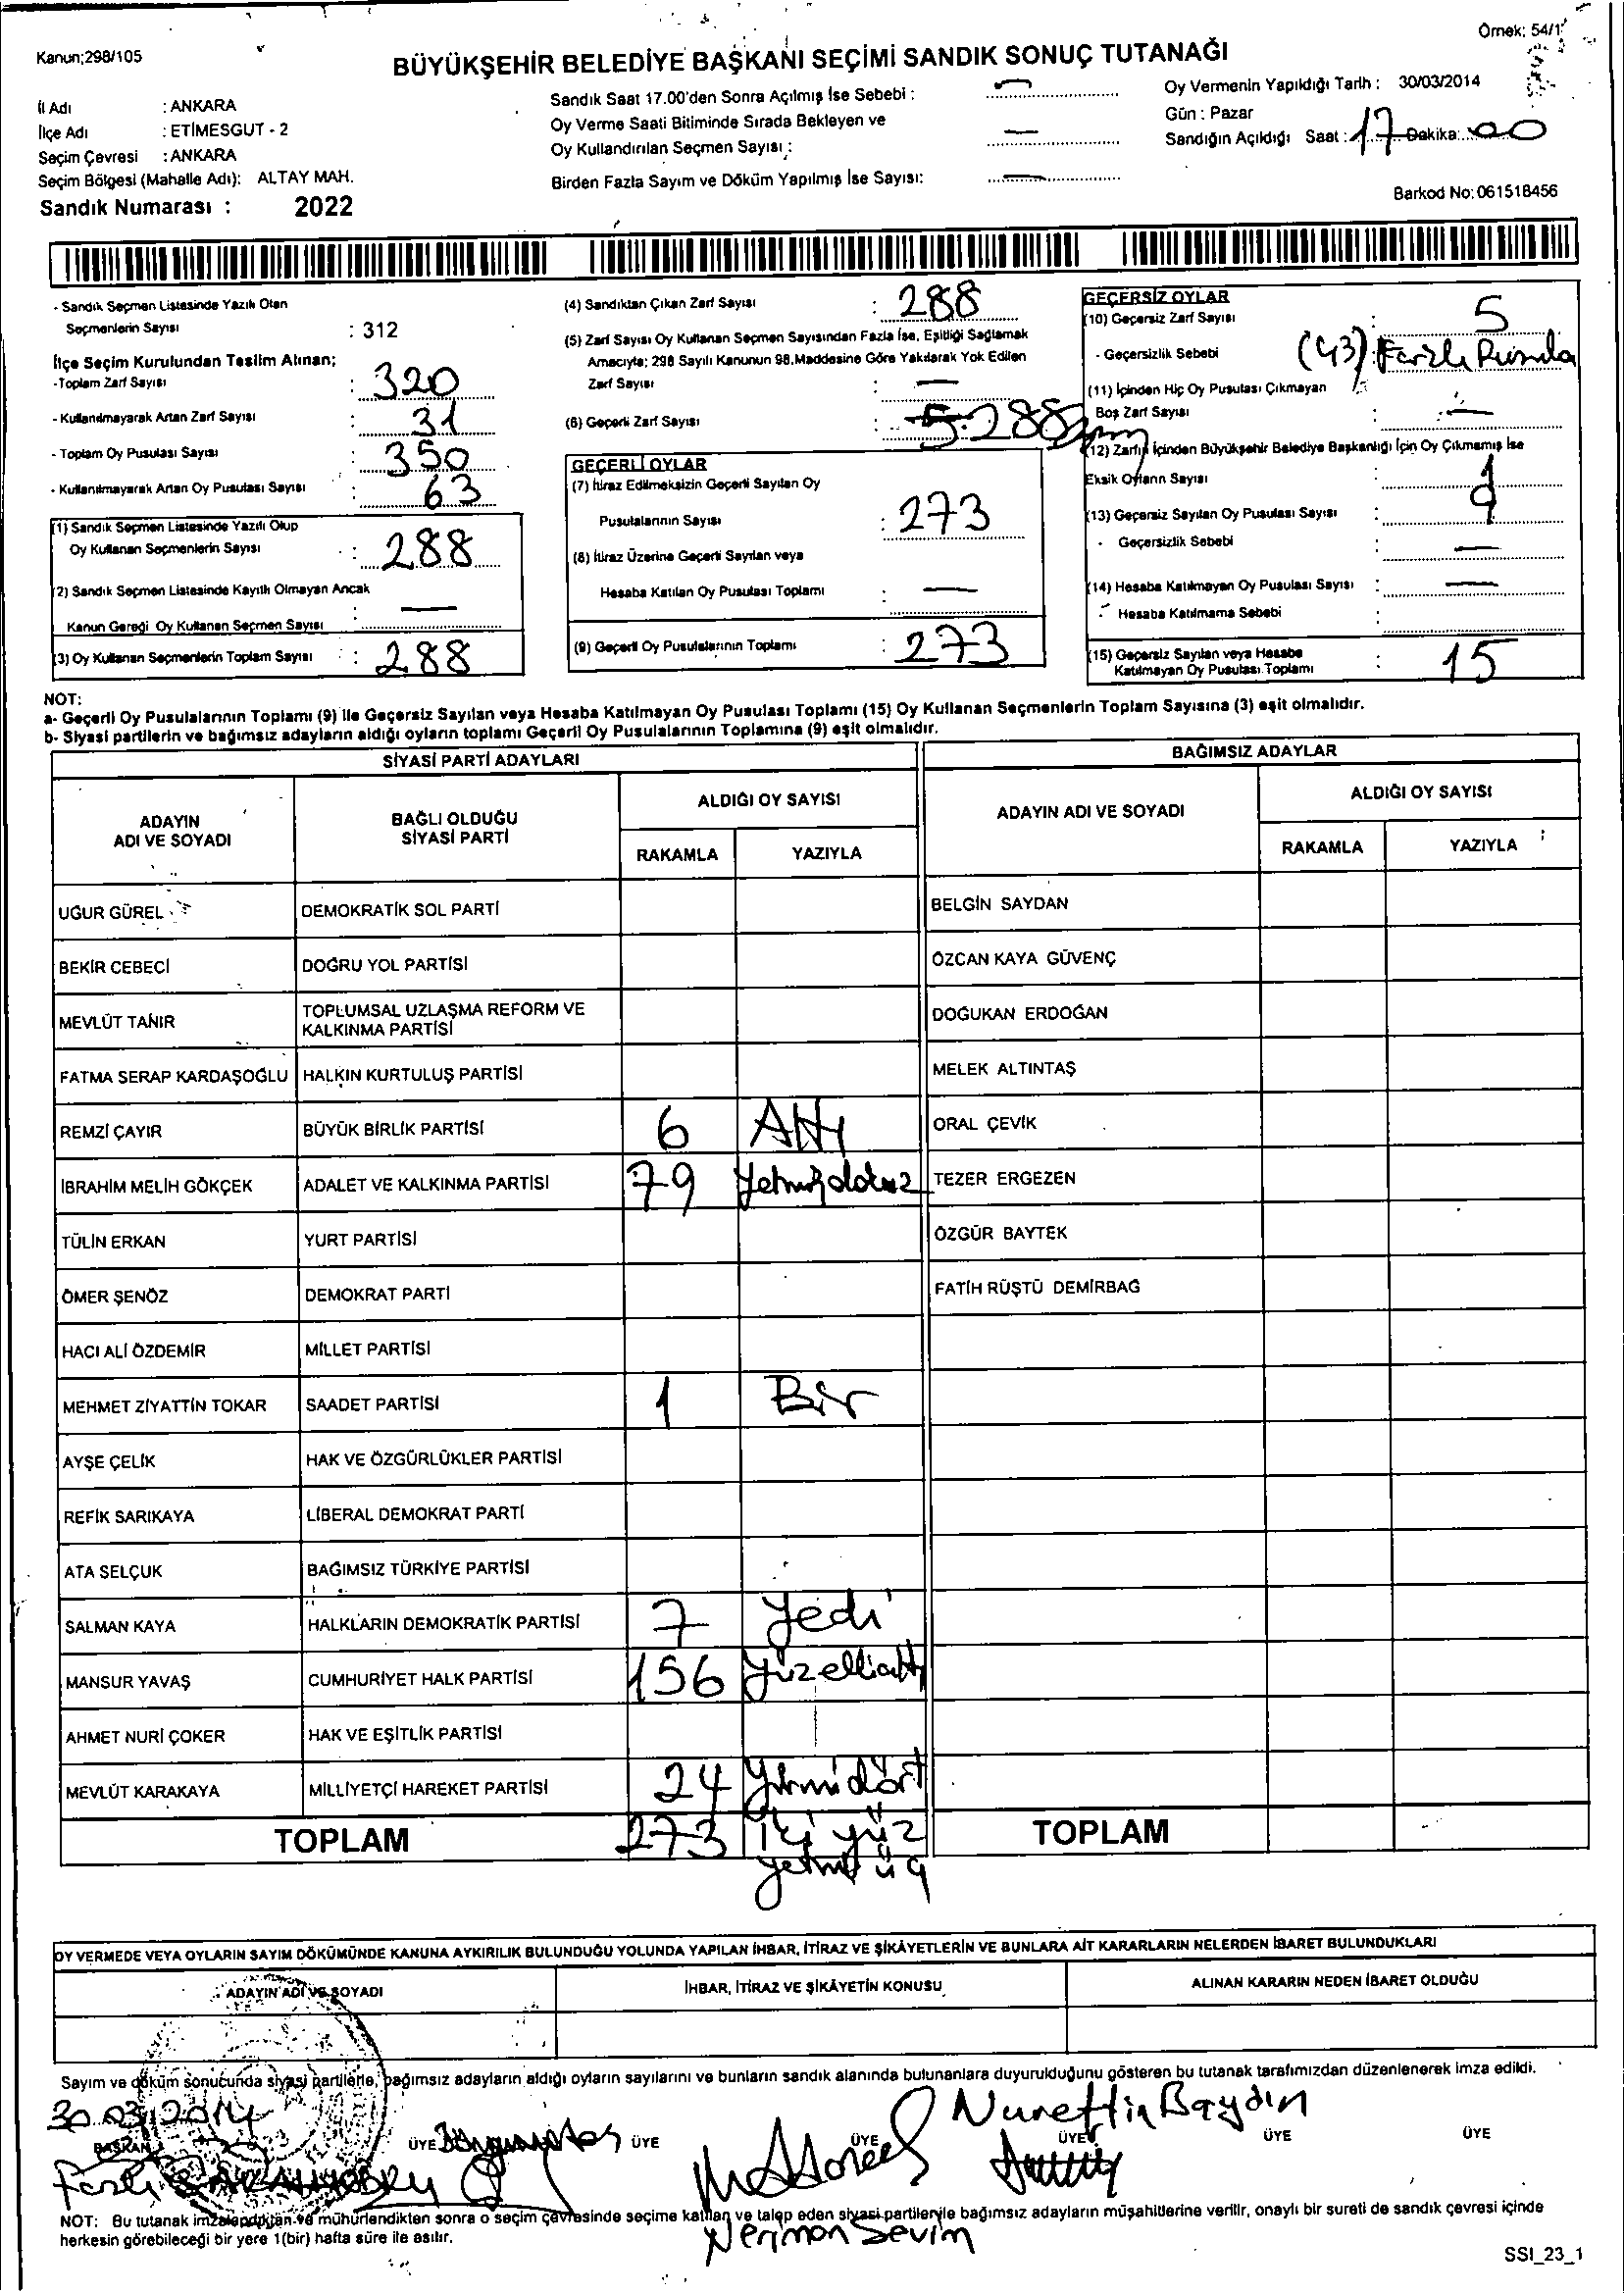 Örnek: 54/1
Kanun;298/105
BÜYÜKŞEHİR BELEDİYE BAŞKANI SEÇİMİ SANDIK SONUÇ TUTANAĞI
İl Adı : ANKARA
İlçe Adı : ETİMESGUT - 2
Seçim Çevresi : ANKARA
Seçim Bölgesi (Mahalle Adı): ALTAY MAH.
Sandık Numarası : 2022
Sandık Saat 17.00'den Sonra Açılmış İse Sebebi :
Oy Verme Saati Bitiminde Sırada Bekleyen ve
Oy Kullandırılan Seçmen Sayısı : —
Birden Fazla Sayım ve Döküm Yapılmış İse Sayısı: —
Oy Vermenin Yapıldığı Tarih : 30/03/2014
Gün : Pazar
Sandığın Açıldığı Saat : 17 Dakika: 00
Barkod No: 061518456
- Sandık Seçmen Listesinde Yazılı Olan
Seçmenlerin Sayısı : 312
İlçe Seçim Kurulundan Teslim Alınan;
-Toplam Zarf Sayısı : 320
- Kullanılmayarak Artan Zarf Sayısı : 31
- Toplam Oy Pusulası Sayısı : 350
- Kullanılmayarak Artan Oy Pusulası Sayısı : 63
(1) Sandık Seçmen Listesinde Yazılı Olup
Oy Kullanan Seçmenlerin Sayısı : 288
(2) Sandık Seçmen Listesinde Kayıtlı Olmayan Ancak
Kanun Gereği Oy Kullanan Seçmen Sayısı : —
(3) Oy Kullanan Seçmenlerin Toplam Sayısı : 288
(4) Sandıktan Çıkan Zarf Sayısı : 288
(5) Zarf Sayısı Oy Kullanan Seçmen Sayısından Fazla İse, Eşitliği Sağlamak
Amacıyla; 298 Sayılı Kanunun 98.Maddesine Göre Yakılarak Yok Edilen
Zarf Sayısı : —
(6) Geçerli Zarf Sayısı : 5 288
GEÇERLİ OYLAR
(7) İtiraz Edilmeksizin Geçerli Sayılan Oy
Pusulalarının Sayısı : 273
(8) İtiraz Üzerine Geçerli Sayılan veya
Hesaba Katılan Oy Pusulası Toplamı : —
(9) Geçerli Oy Pusulalarının Toplamı : 273
GEÇERSİZ OYLAR
(10) Geçersiz Zarf Sayısı : 5
- Geçersizlik Sebebi
(11) İçinden Hiç Oy Pusulası Çıkmayan
Boş Zarf Sayısı : —
(12) Zarfın İçinden Büyükşehir Belediye Başkanlığı İçin Oy Çıkmamış İse
Eksik Oyların Sayısı :
(13) Geçersiz Sayılan Oy Pusulası Sayısı :
- Geçersizlik Sebebi : —
(14) Hesaba Katılmayan Oy Pusulası Sayısı : —
- Hesaba Katılmama Sebebi :
(15) Geçersiz Sayılan veya Hesaba
Katılmayan Oy Pusulası Toplamı : 15
NOT:
a- Geçerli Oy Pusulalarının Toplamı (9) ile Geçersiz Sayılan veya Hesaba Katılmayan Oy Pusulası Toplamı (15) Oy Kullanan Seçmenlerin Toplam Sayısına (3) eşit olmalıdır.
b- Siyasi partilerin ve bağımsız adayların aldığı oyların toplamı Geçerli Oy Pusulalarının Toplamına (9) eşit olmalıdır.
SİYASİ PARTİ ADAYLARI
ADAYIN ADI VE SOYADI
BAĞLI OLDUĞU SİYASİ PARTİ
ALDIĞI OY SAYISI
RAKAMLA YAZIYLA
UĞUR GÜREL DEMOKRATİK SOL PARTİ
BEKİR CEBECİ DOĞRU YOL PARTİSİ
MEVLÜT TANIR TOPLUMSAL UZLAŞMA REFORM VE
KALKINMA PARTİSİ
FATMA SERAP KARDAŞOĞLU HALKIN KURTULUŞ PARTİSİ
REMZİ ÇAYIR BÜYÜK BİRLİK PARTİSİ 6 Altı
İBRAHİM MELİH GÖKÇEK ADALET VE KALKINMA PARTİSİ 79 yetmişdokuz
TÜLİN ERKAN YURT PARTİSİ
ÖMER ŞENÖZ DEMOKRAT PARTİ
HACI ALİ ÖZDEMİR MİLLET PARTİSİ
MEHMET ZİYATTİN TOKAR SAADET PARTİSİ 1 Bir
AYŞE ÇELİK HAK VE ÖZGÜRLÜKLER PARTİSİ
REFİK SARIKAYA LİBERAL DEMOKRAT PARTİ
ATA SELÇUK BAĞIMSIZ TÜRKİYE PARTİSİ
SALMAN KAYA HALKLARIN DEMOKRATİK PARTİSİ 7 Yedi
MANSUR YAVAŞ CUMHURİYET HALK PARTİSİ 156 yüzellialtı
AHMET NURİ ÇOKER HAK VE EŞİTLİK PARTİSİ
MEVLÜT KARAKAYA MİLLİYETÇİ HAREKET PARTİSİ 24 Yirmidört
TOPLAM 273 İki yüz
yetmiş üç
BAĞIMSIZ ADAYLAR
ADAYIN ADI VE SOYADI
ALDIĞI OY SAYISI
RAKAMLA YAZIYLA
BELGİN SAYDAN
ÖZCAN KAYA GÜVENÇ
DOĞUKAN ERDOĞAN
MELEK ALTINTAŞ
ORAL ÇEVİK
TEZER ERGEZEN
ÖZGÜR BAYTEK
FATİH RÜŞTÜ DEMİRBAĞ
TOPLAM
OY VERMEDE VEYA OYLARIN SAYIM DÖKÜMÜNDE KANUNA AYKIRILIK BULUNDUĞU YOLUNDA YAPILAN İHBAR, İTİRAZ VE ŞİKÂYETLERİN VE BUNLARA AİT KARARLARIN NELERDEN İBARET BULUNDUKLARI
ADAYIN ADI VE SOYADI İHBAR, İTİRAZ VE ŞİKÂYETİN KONUSU ALINAN KARARIN NEDEN İBARET OLDUĞU
Sayım ve döküm sonucunda siyasi partilerle, bağımsız adayların aldığı oyların sayılarını ve bunların sandık alanında bulunanlara duyurulduğunu gösteren bu tutanak tarafımızdan düzenlenerek imza edildi.
30.03.2014
Nurettin Baydın
BAŞKAN ÜYE ÜYE ÜYE ÜYE ÜYE ÜYE
NOT: Bu tutanak imzalandıktan ve mühürlendikten sonra o seçim çevresinde seçime katılan ve talep eden siyasi partilerile bağımsız adayların müşahitlerine verilir, onaylı bir sureti de sandık çevresi içinde
herkesin görebileceği bir yere 1(bir) hafta süre ile asılır.
Neriman Sevim
SSI_23_1